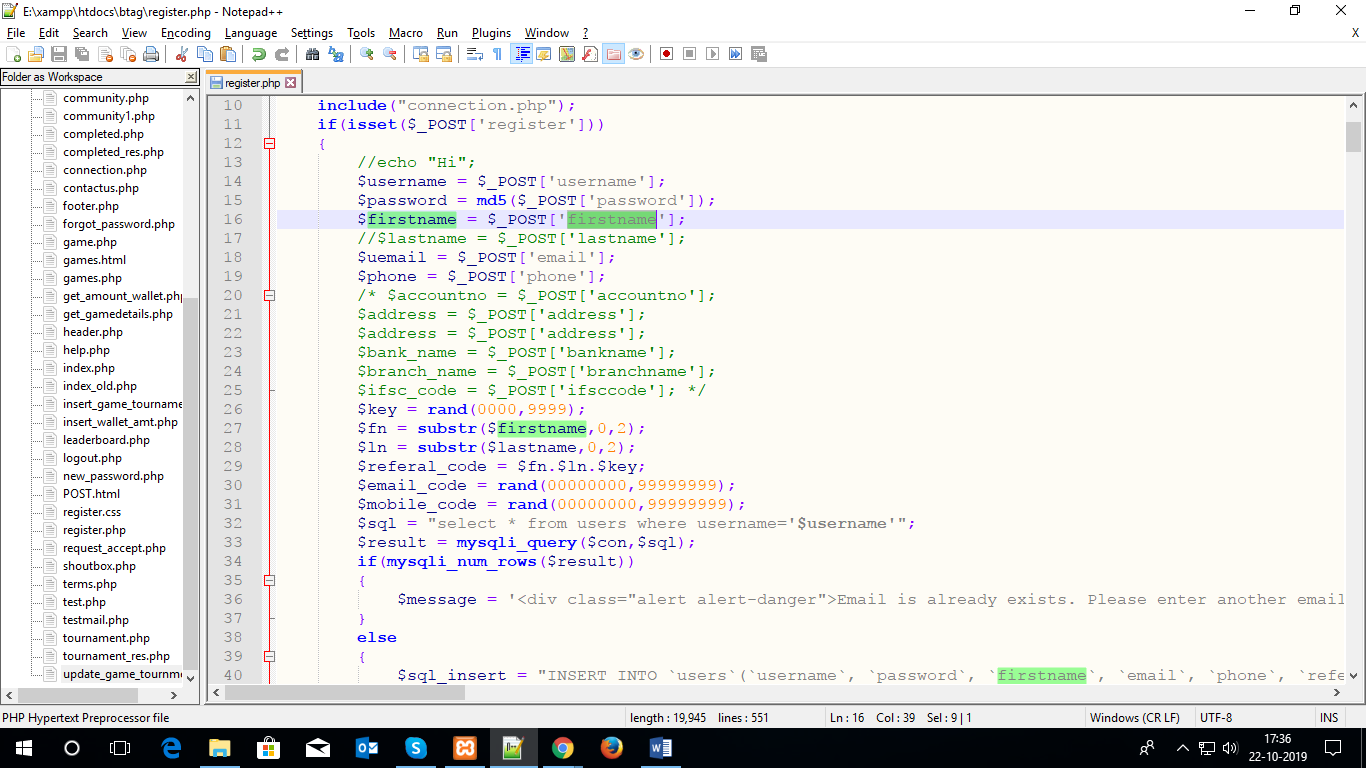 E:\xampp\htdocs\btag\register.php - Notepad++
File Edit Search View Encoding Language Settings Tools Macro Run Plugins Window ? X
Folder as Workspace
register.php
community.php
community1.php
completed.php
completed_res.php
connection.php
contactus.php
footer.php
forgot_password.php
game.php
games.html
games.php
get_amount_wallet.php
get_gamedetails.php
header.php
help.php
index.php
index_old.php
insert_game_tourname
insert_wallet_amt.php
leaderboard.php
logout.php
new_password.php
POST.html
register.css
register.php
request_accept.php
shoutbox.php
terms.php
test.php
testmail.php
tournament.php
tournament_res.php
update_game_tournme
10 include("connection.php");
11 if(isset($_POST['register']))
12 {
13 //echo "Hi";
14 $username = $_POST['username'];
15 $password = md5($_POST['password']);
16 $firstname = $_POST['firstname'];
17 //$lastname = $_POST['lastname'];
18 $uemail = $_POST['email'];
19 $phone = $_POST['phone'];
20 /* $accountno = $_POST['accountno'];
21 $address = $_POST['address'];
22 $address = $_POST['address'];
23 $bank_name = $_POST['bankname'];
24 $branch_name = $_POST['branchname'];
25 $ifsc_code = $_POST['ifsccode']; */
26 $key = rand(0000,9999);
27 $fn = substr($firstname,0,2);
28 $ln = substr($lastname,0,2);
29 $referal_code = $fn.$ln.$key;
30 $email_code = rand(00000000,99999999);
31 $mobile_code = rand(00000000,99999999);
32 $sql = "select * from users where username='$username'";
33 $result = mysqli_query($con,$sql);
34 if(mysqli_num_rows($result))
35 {
36 $message = '<div class="alert alert-danger">Email is already exists. Please enter another email
37 }
38 else
39 {
40 $sql_insert = "INSERT INTO `users`(`username`, `password`, `firstname`, `email`, `phone`, `refe
PHP Hypertext Preprocessor file length : 19,945 lines : 551 Ln : 16 Col : 39 Sel : 9 | 1 Windows (CR LF) UTF-8 INS
17:36
22-10-2019